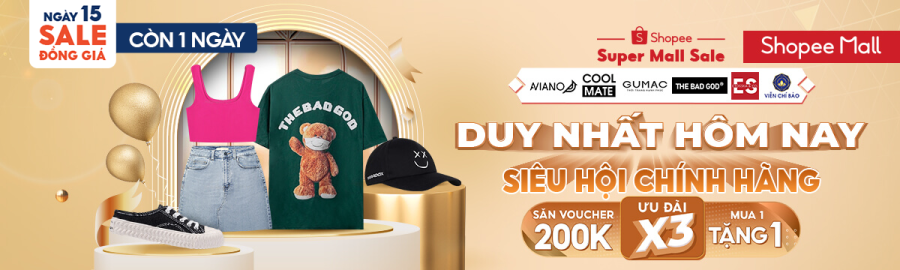 NGÀY 15
SALE
ĐỒNG GIÁ
CÒN 1 NGÀY
Shopee
Super Mall Sale
Shopee Mall
AVIANO
COOL
MATE
GUMAC
THE BAD GOD
ES
VIỄN CHÍ BẢO
THE BAD GOD
DUY NHẤT HÔM NAY
SIÊU HỘI CHÍNH HÃNG
SĂN VOUCHER
200K
ƯU ĐÃI
X3
MUA 1
TẶNG 1